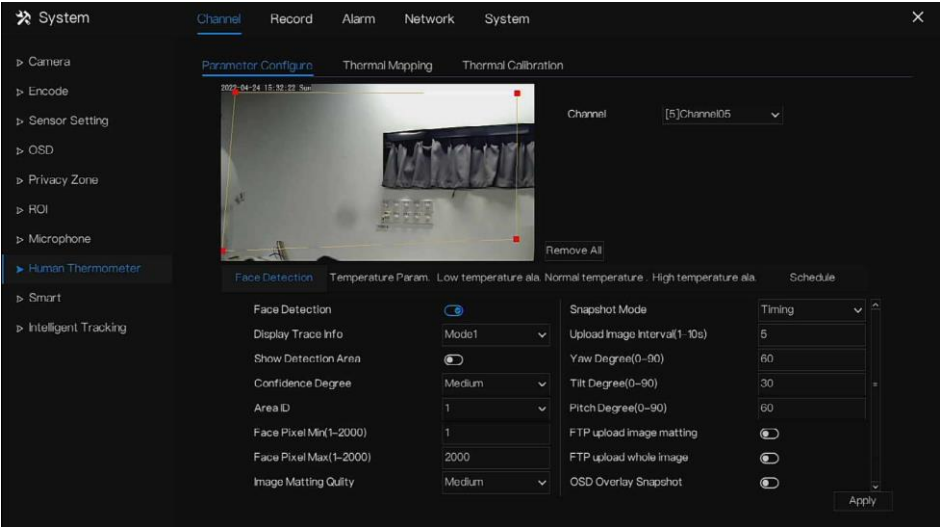 System
Channel Record Alarm Network System
Camera
Encode
Sensor Setting
OSD
Privacy Zone
ROI
Microphone
Human Thermometer
Smart
Intelligent Tracking
Parameter Configure Thermal Mapping Thermal Calibration
2022-04-24 15:32:22 Sun
Channel [5]Channel05
Remove All
Face Detection Temperature Param. Low temperature ala. Normal temperature . High temperature ala. Schedule
Face Detection Snapshot Mode Timing
Display Trace Info Mode1 Upload Image Interval(1-10s) 5
Show Detection Area Yaw Degree(0-90) 60
Confidence Degree Medium Tilt Degree(0-90) 30
Area ID 1 Pitch Degree(0-90) 60
Face Pixel Min(1-2000) 1 FTP upload image matting
Face Pixel Max(1-2000) 2000 FTP upload whole image
Image Matting Qulity Medium OSD Overlay Snapshot
Apply